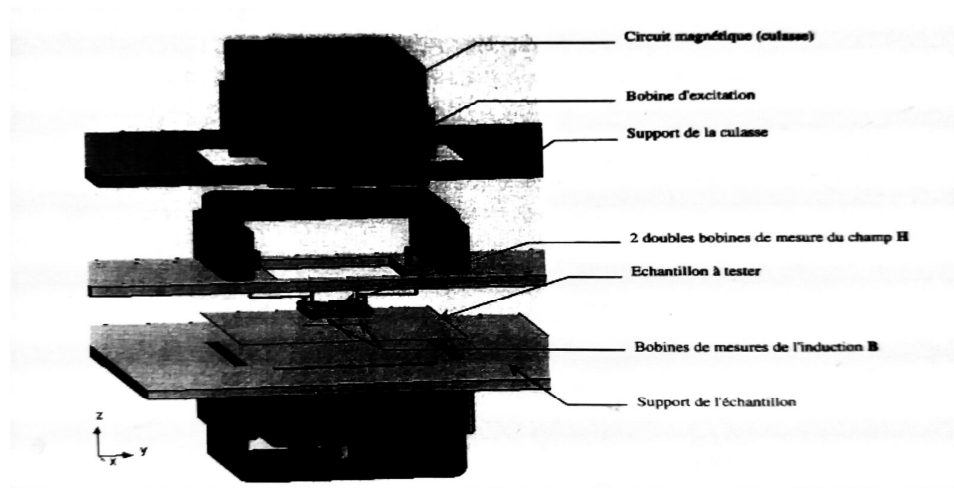 Circuit magnétique (culasse)
Bobine d'excitation
Support de la culasse
2 doubles bobines de mesure du champ H
Echantillon à tester
Bobines de mesures de l'induction B
Support de l'échantillon
z
y
x